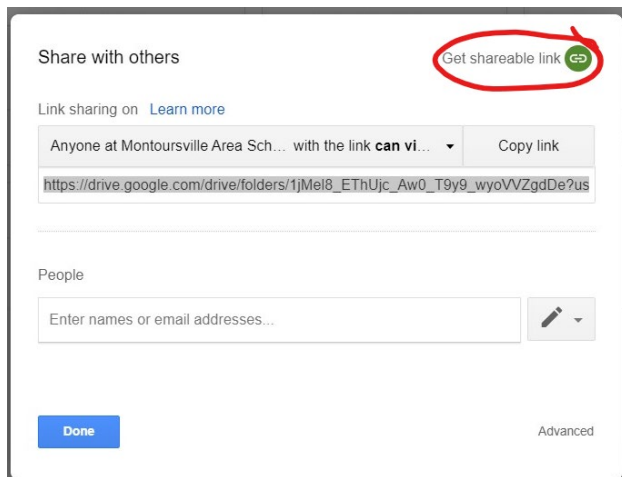 Share with others
Get shareable link
Link sharing on Learn more
Anyone at Montoursville Area Sch... with the link can vi...
Copy link
https://drive.google.com/drive/folders/1jMel8_EThUjc_Aw0_T9y9_wyoVVZgdDe?us
People
Enter names or email addresses...
Done
Advanced